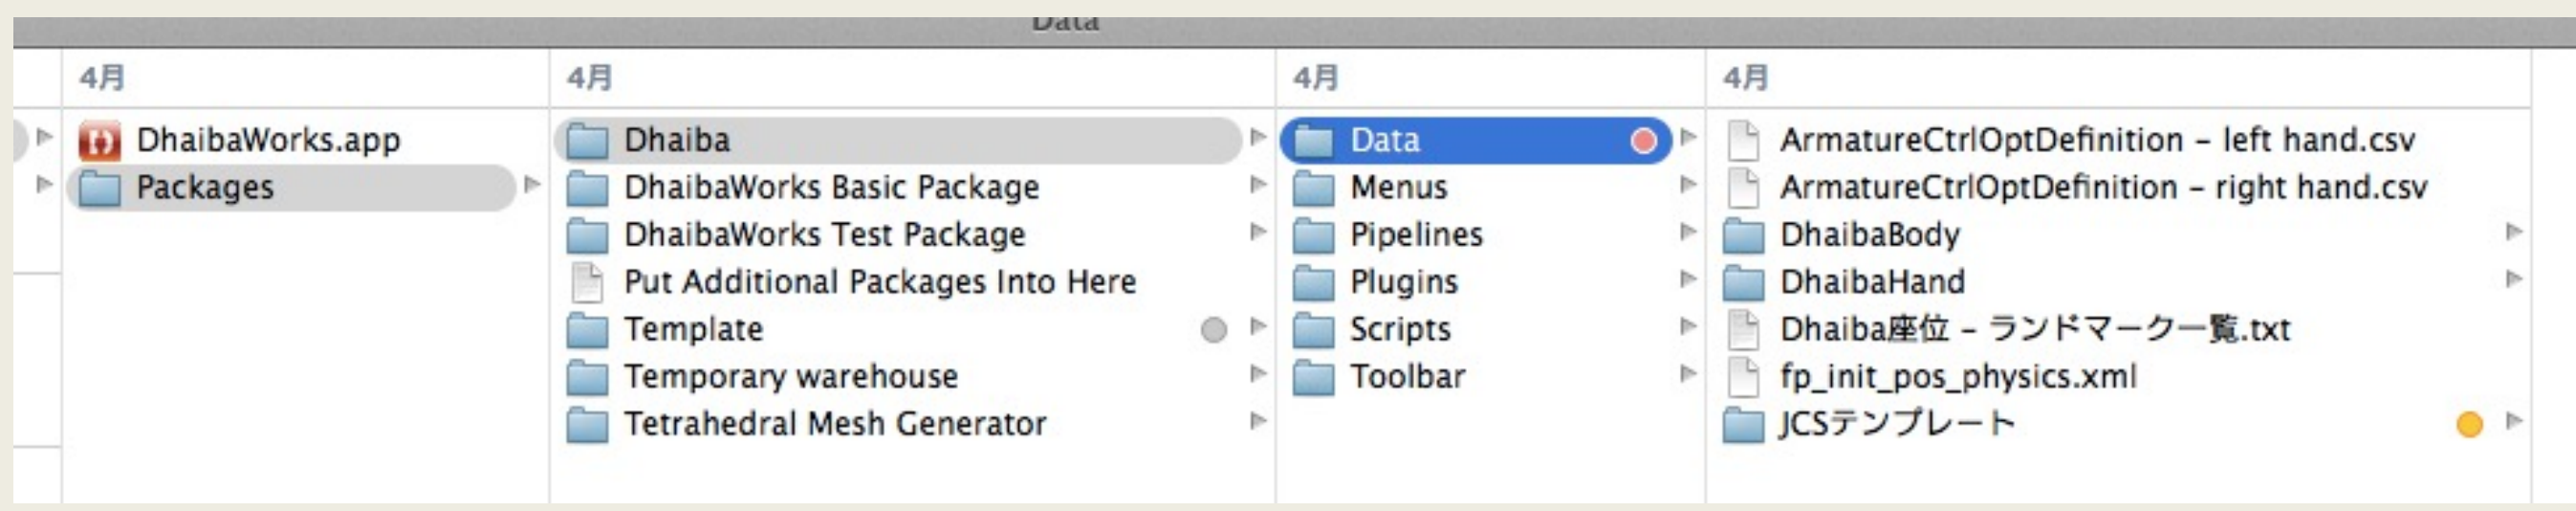 Data
4月
DhaibaWorks.app
Packages
4月
Dhaiba
DhaibaWorks Basic Package
DhaibaWorks Test Package
Put Additional Packages Into Here
Template
Temporary warehouse
Tetrahedral Mesh Generator
4月
Data
Menus
Pipelines
Plugins
Scripts
Toolbar
4月
ArmatureCtrlOptDefinition – left hand.csv
ArmatureCtrlOptDefinition – right hand.csv
DhaibaBody
DhaibaHand
Dhaiba座位 – ランドマーク一覧.txt
fp_init_pos_physics.xml
JCSテンプレート